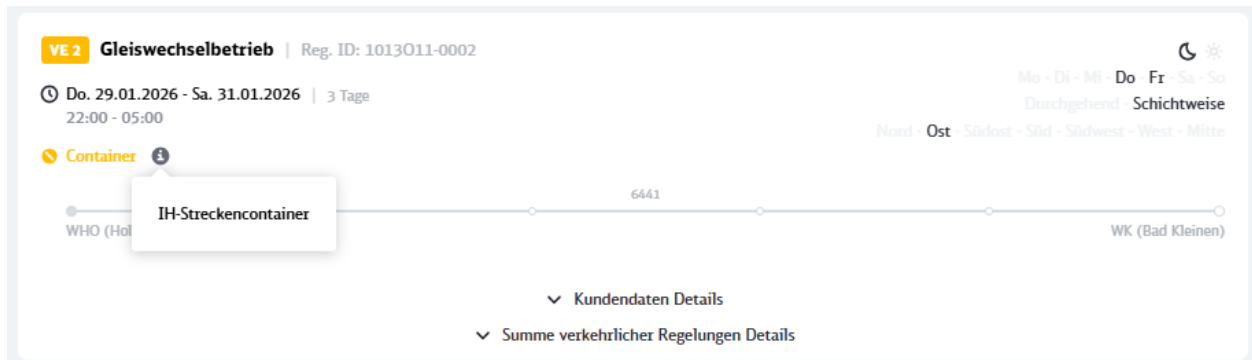 VE 2 Gleiswechselbetrieb | Reg. ID: 1013O11-0002
Do. 29.01.2026 - Sa. 31.01.2026 | 3 Tage
22:00 - 05:00
Mo - Di - Mi - Do - Fr - Sa - So
Durchgehend - Schichtweise
Nord - Ost - Südost - Süd - Südwest - West - Mitte
Container
IH-Streckencontainer
6441
WHO (Hol
WK (Bad Kleinen)
Kundendaten Details
Summe verkehrlicher Regelungen Details